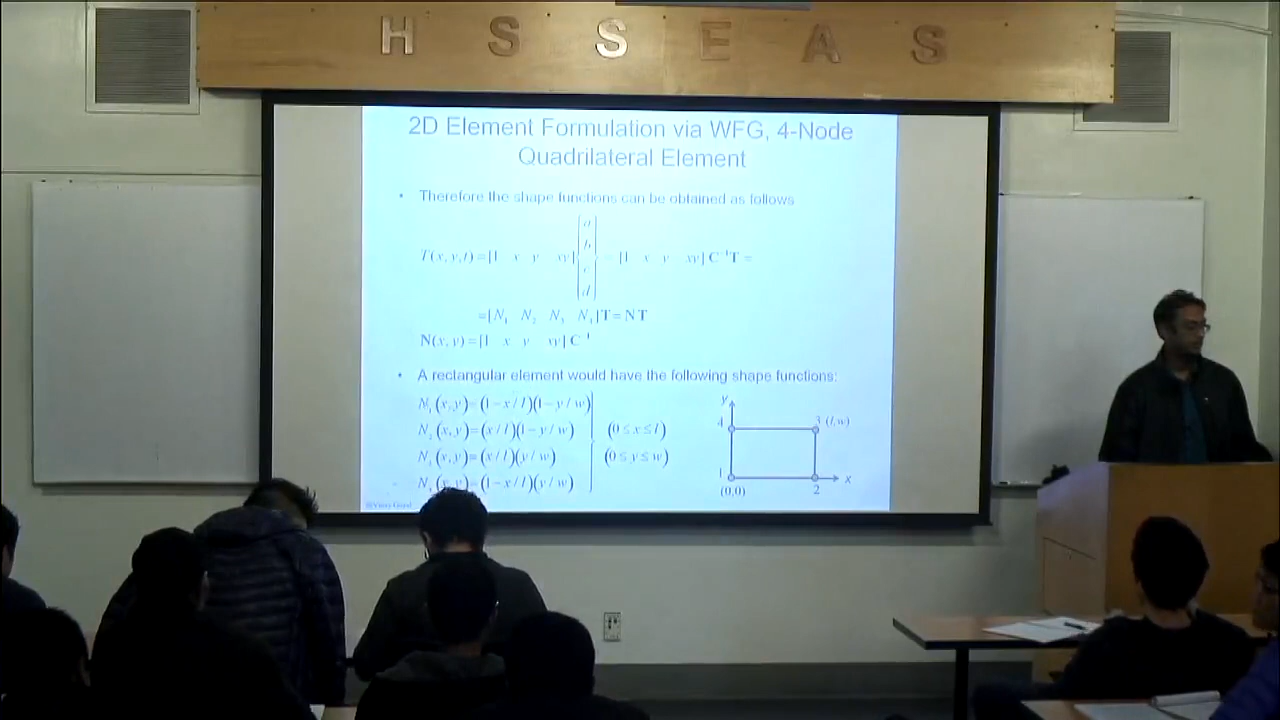 H S S E A S
2D Element Formulation via WFG, 4-Node
Quadrilateral Element
• Therefore the shape functions can be obtained as follows
T(x, y, t) = [1 x y xy] [a b c d] = [1 x y xy] C⁻¹T =
= [N₁ N₂ N₃ N₄] T = N T
N(x, y) = [1 x y xy] C⁻¹
• A rectangular element would have the following shape functions:
N₁(x, y) = (1 − x / l)(1 − y / w)
N₂(x, y) = (x / l)(1 − y / w) (0 ≤ x ≤ l)
N₃(x, y) = (x / l)(y / w) (0 ≤ y ≤ w)
N₄(x, y) = (1 − x / l)(y / w)
y
4 3 (l,w)
1 x
(0,0) 2